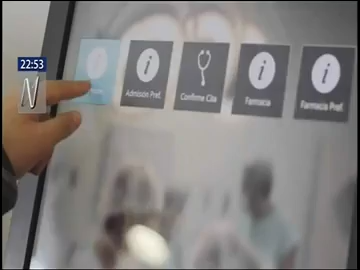 22:53
N
Admisión Pref.
Confirme Cita
Farmacia
Farmacia Pref.